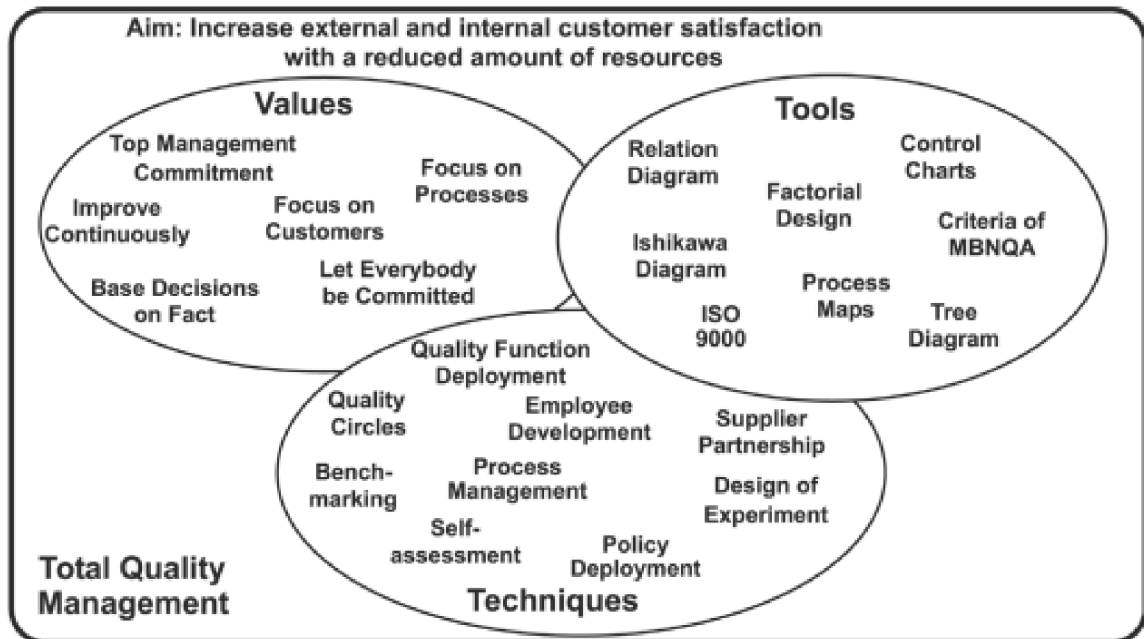 Aim: Increase external and internal customer satisfaction
with a reduced amount of resources
Values
Top Management
Commitment
Focus on
Processes
Improve
Continuously
Focus on
Customers
Base Decisions
on Fact
Let Everybody
be Committed
Tools
Relation
Diagram
Control
Charts
Factorial
Design
Criteria of
MBNQA
Ishikawa
Diagram
Process
Maps
ISO
9000
Tree
Diagram
Quality Function
Deployment
Quality
Circles
Employee
Development
Supplier
Partnership
Bench-
marking
Process
Management
Design of
Experiment
Self-
assessment
Policy
Deployment
Techniques
Total Quality
Management